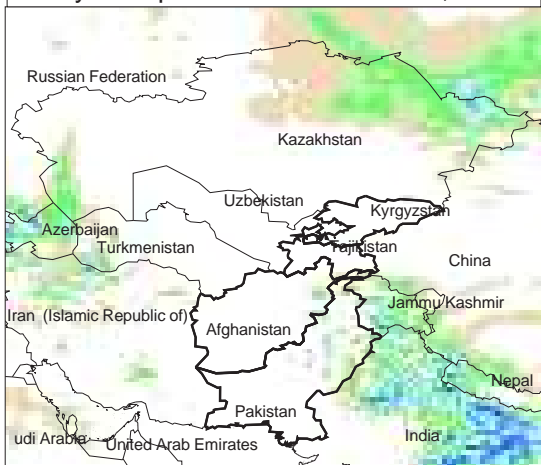 Russian Federation
Kazakhstan
Uzbekistan
Kyrgyzstan
Azerbaijan
Turkmenistan
Tajikistan
China
Jammu Kashmir
Iran (Islamic Republic of)
Afghanistan
Nepal
Pakistan
udi Arabia
United Arab Emirates
India